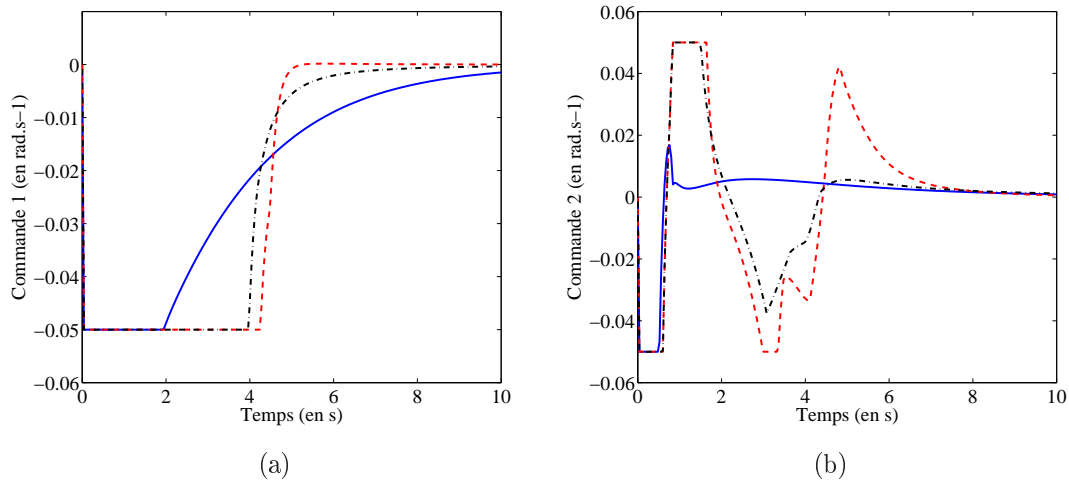 0
−0.01
−0.02
−0.03
−0.04
−0.05
−0.06
0 2 4 6 8 10
Temps (en s)
Commande 1 (en rad.s−1)
(a)
0.06
0.04
0.02
0
−0.02
−0.04
−0.06
0 2 4 6 8 10
Temps (en s)
Commande 2 (en rad.s−1)
(b)